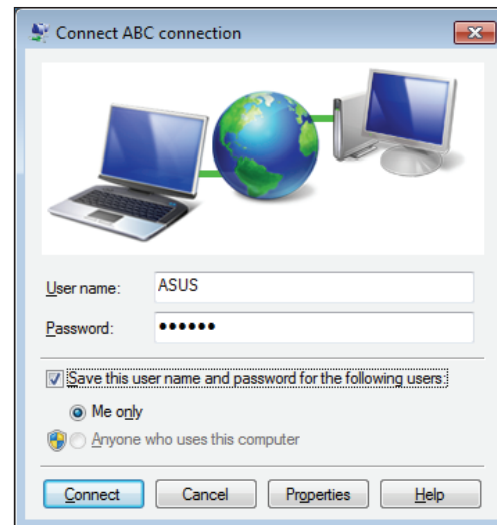 Connect ABC connection
User name: ASUS
Password: ••••••
Save this user name and password for the following users:
Me only
Anyone who uses this computer
Connect Cancel Properties Help